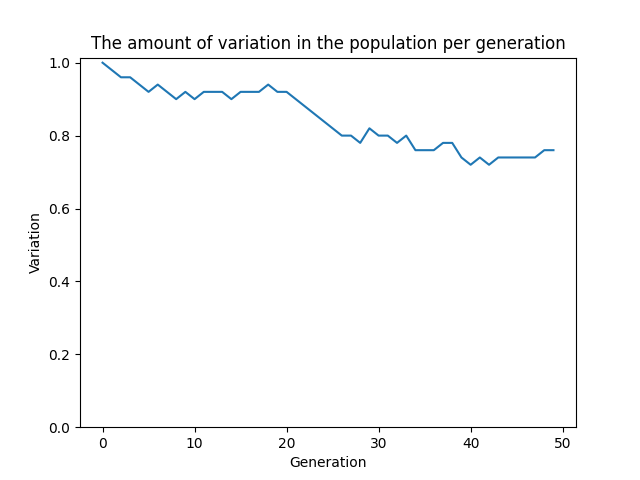 The amount of variation in the population per generation
1.0
0.8
0.6
0.4
0.2
0.0
Variation
0 10 20 30 40 50
Generation